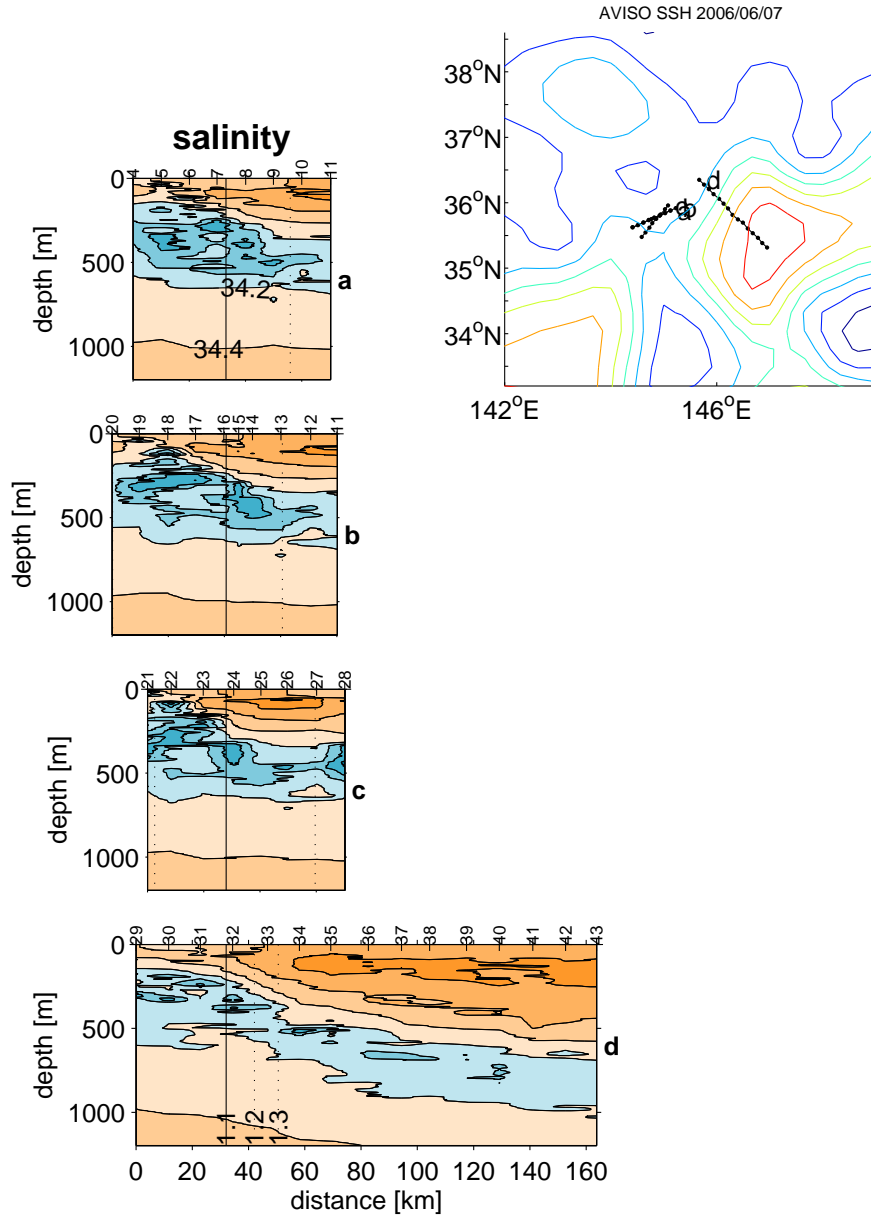 AVISO SSH 2006/06/07
38°N
37°N
36°N
35°N
34°N
142°E
146°E
d
salinity
4 5 6 7 8 9 10 11
0
500
1000
depth [m]
34.2
34.4
a
20 19 18 17 16 15 14 13 12 11
0
500
1000
depth [m]
b
21 22 23 24 25 26 27 28
0
500
1000
depth [m]
c
29 30 31 32 33 34 35 36 37 38 39 40 41 42 43
0
500
1000
depth [m]
1.1
1.2
1.3
d
0 20 40 60 80 100 120 140 160
distance [km]